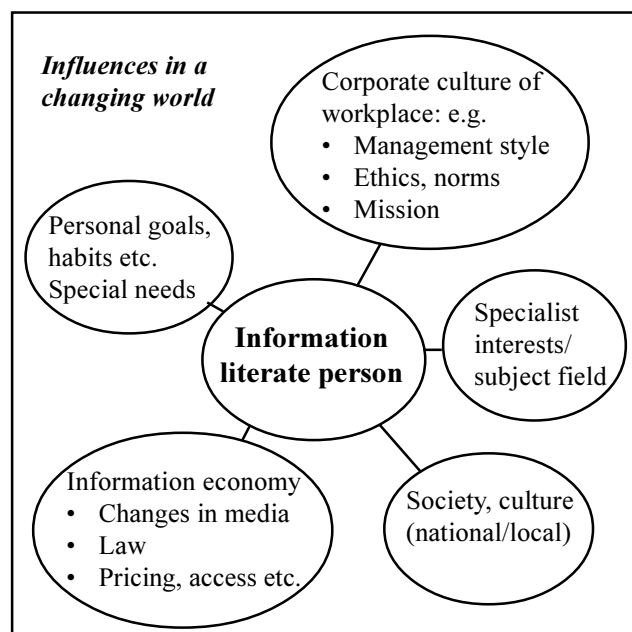 Influences in a
changing world
Corporate culture of
workplace: e.g.
• Management style
• Ethics, norms
• Mission
Personal goals,
habits etc.
Special needs
Information
literate person
Specialist
interests/
subject field
Information economy
• Changes in media
• Law
• Pricing, access etc.
Society, culture
(national/local)